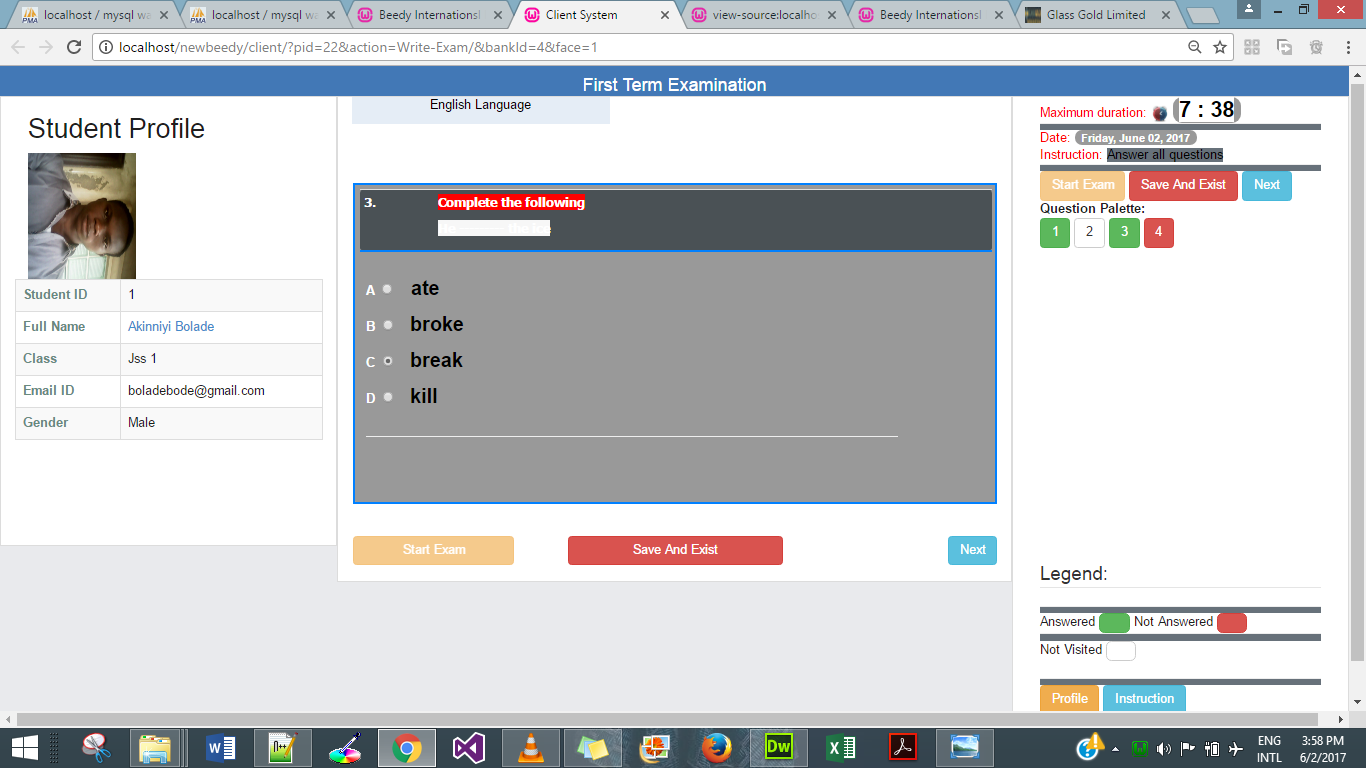 localhost / mysql wa
localhost / mysql wa
Beedy Internationsl
Client System
view-source:localho
Beedy Internationsl
Glass Gold Limited
localhost/newbeedy/client/?pid=22&action=Write-Exam/&bankId=4&face=1
First Term Examination
Student Profile
Student ID 1
Full Name Akinniyi Bolade
Class Jss 1
Email ID boladebode@gmail.com
Gender Male
English Language
3. Complete the following
A ate
B broke
C break
D kill
Start Exam Save And Exist Next
Maximum duration: 7 : 38
Date: Friday, June 02, 2017
Instruction: Answer all questions
Start Exam Save And Exist Next
Question Palette:
1 2 3 4
Legend:
Answered Not Answered
Not Visited
Profile Instruction
ENG 3:58 PM
INTL 6/2/2017